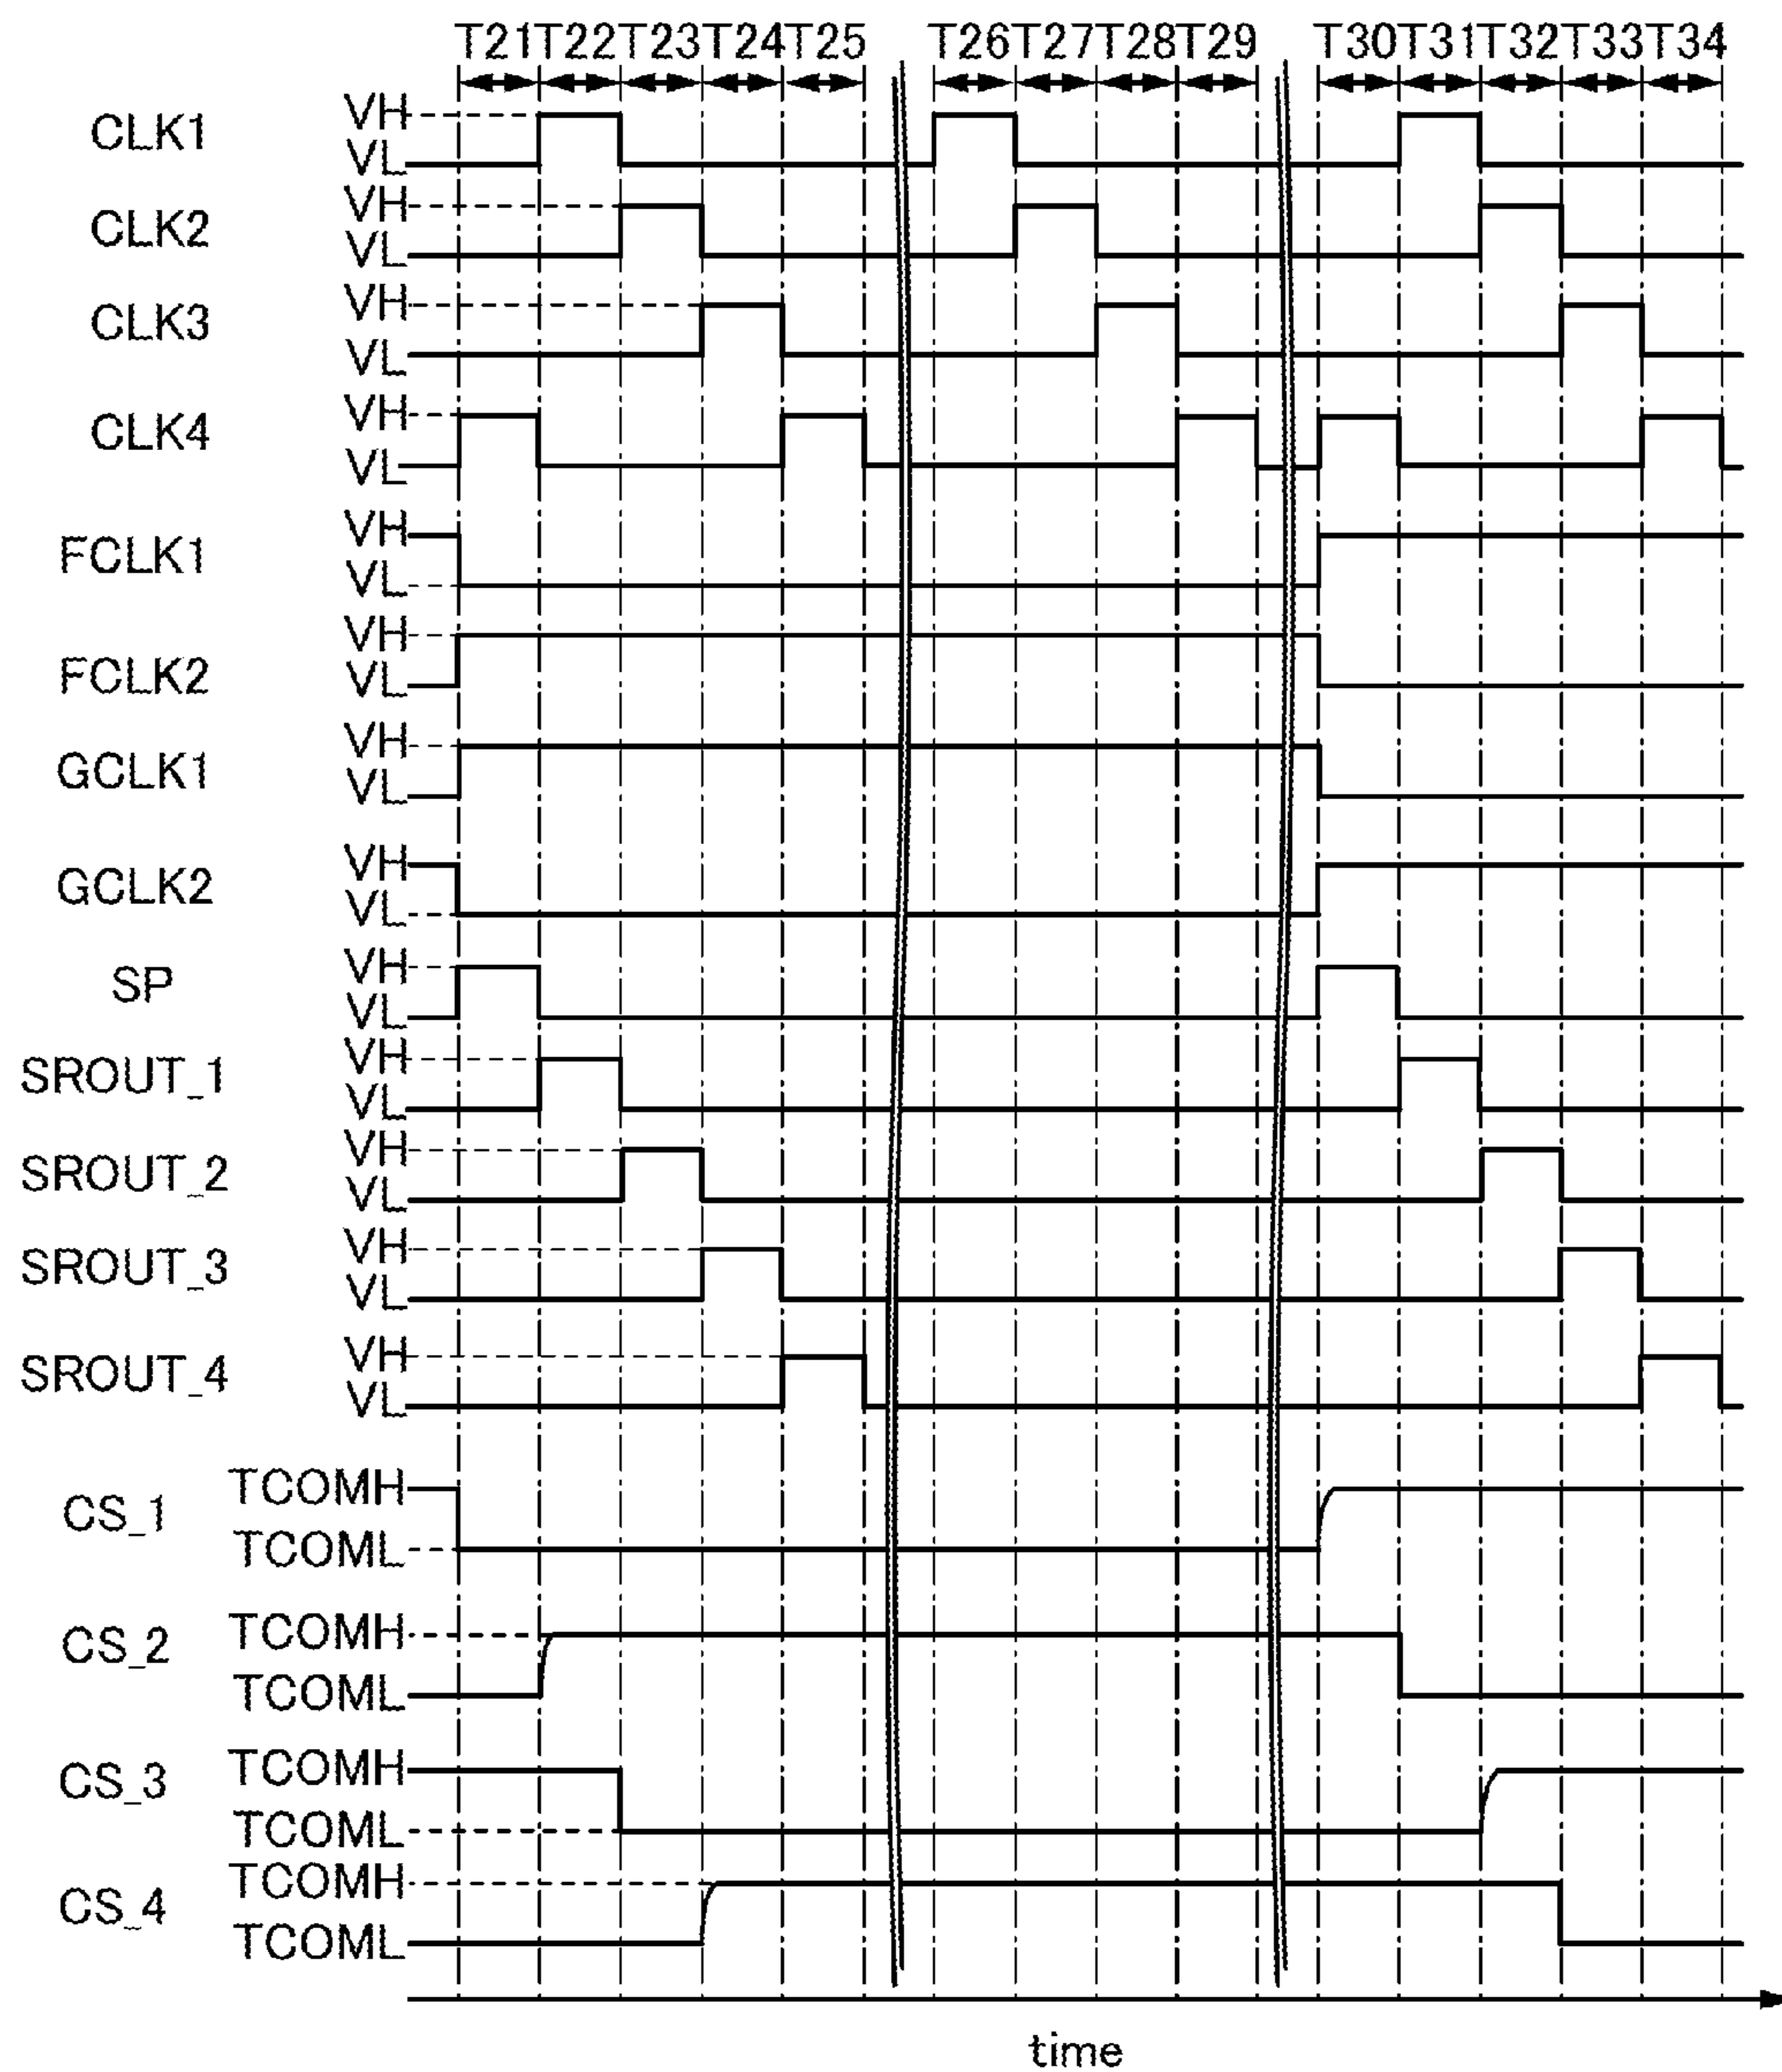 T21T22T23T24T25 T26T27T28T29 T30T31T32T33T34
CLK1
VH
VL
CLK2
VH
VL
CLK3
VH
VL
CLK4
VH
VL
FCLK1
VH
VL
FCLK2
VH
VL
GCLK1
VH
VL
GCLK2
VH
VL
SP
VH
VL
SROUT_1
VH
VL
SROUT_2
VH
VL
SROUT_3
VH
VL
SROUT_4
VH
VL
CS_1
TCOMH
TCOML
CS_2
TCOMH
TCOML
CS_3
TCOMH
TCOML
CS_4
TCOMH
TCOML
time